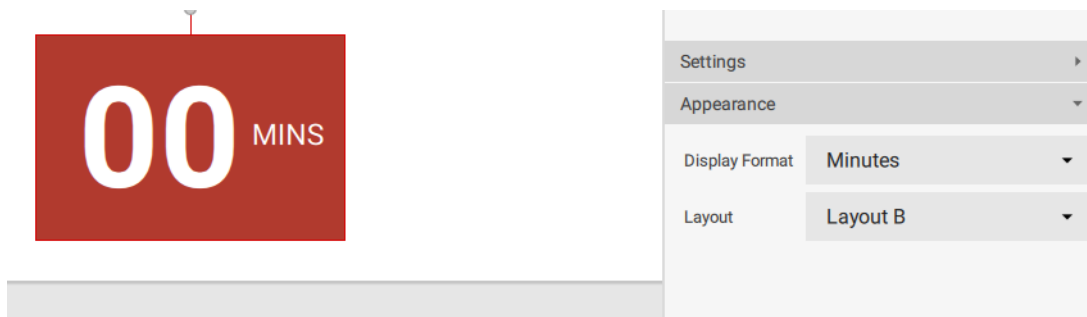 00 MINS
Settings
Appearance
Display Format Minutes
Layout Layout B